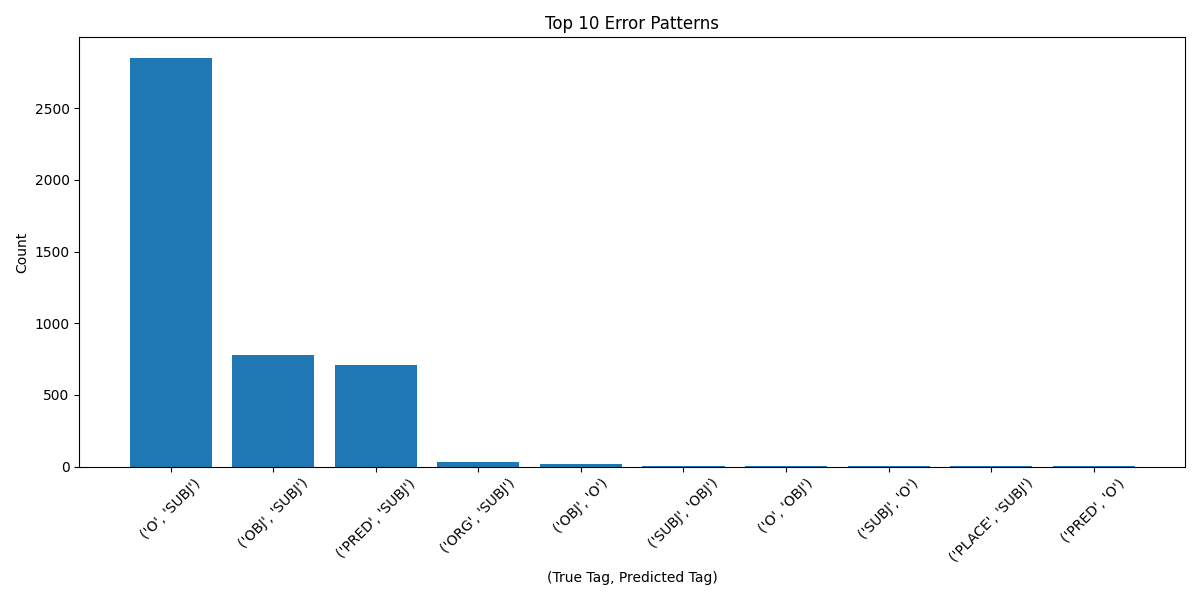 Top 10 Error Patterns
2500
2000
1500
1000
500
0
Count
('O', 'SUBJ')
('OBJ', 'SUBJ')
('PRED', 'SUBJ')
('ORG', 'SUBJ')
('OBJ', 'O')
('SUBJ', 'OBJ')
('O', 'OBJ')
('SUBJ', 'O')
('PLACE', 'SUBJ')
('PRED', 'O')
(True Tag, Predicted Tag)